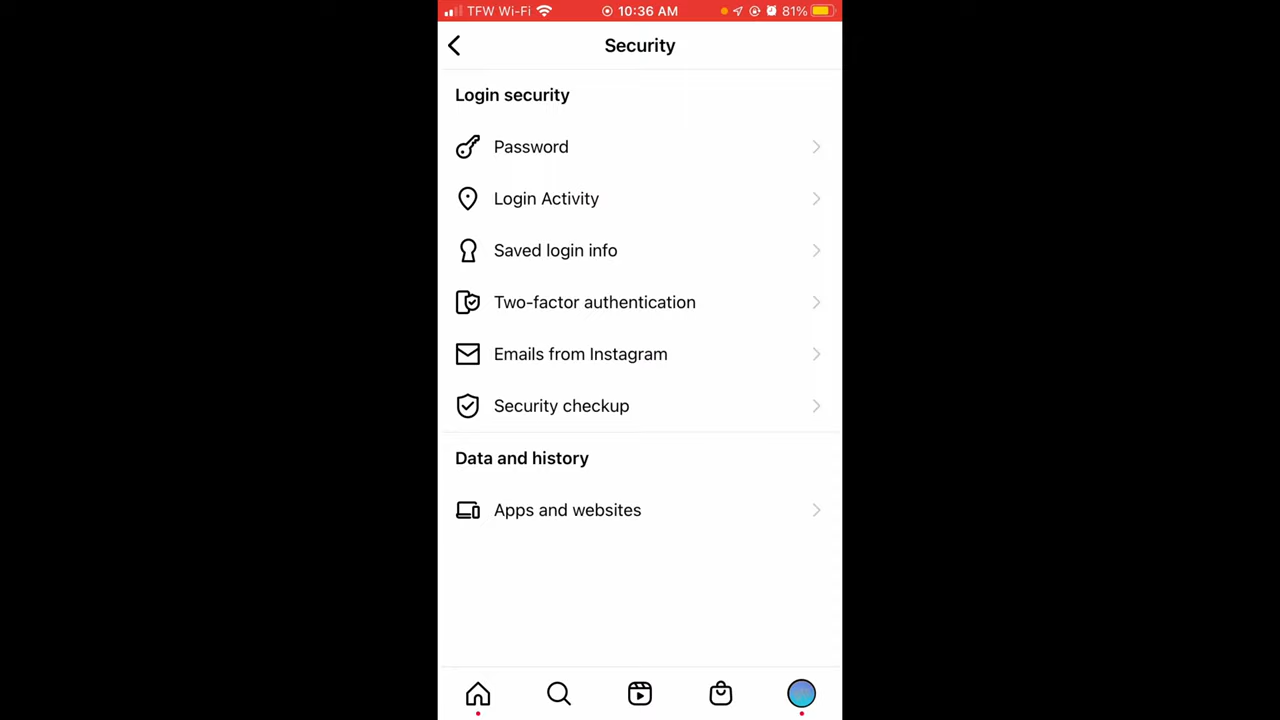 TFW Wi-Fi 10:36 AM 81%
Security
Login security
Password
Login Activity
Saved login info
Two-factor authentication
Emails from Instagram
Security checkup
Data and history
Apps and websites